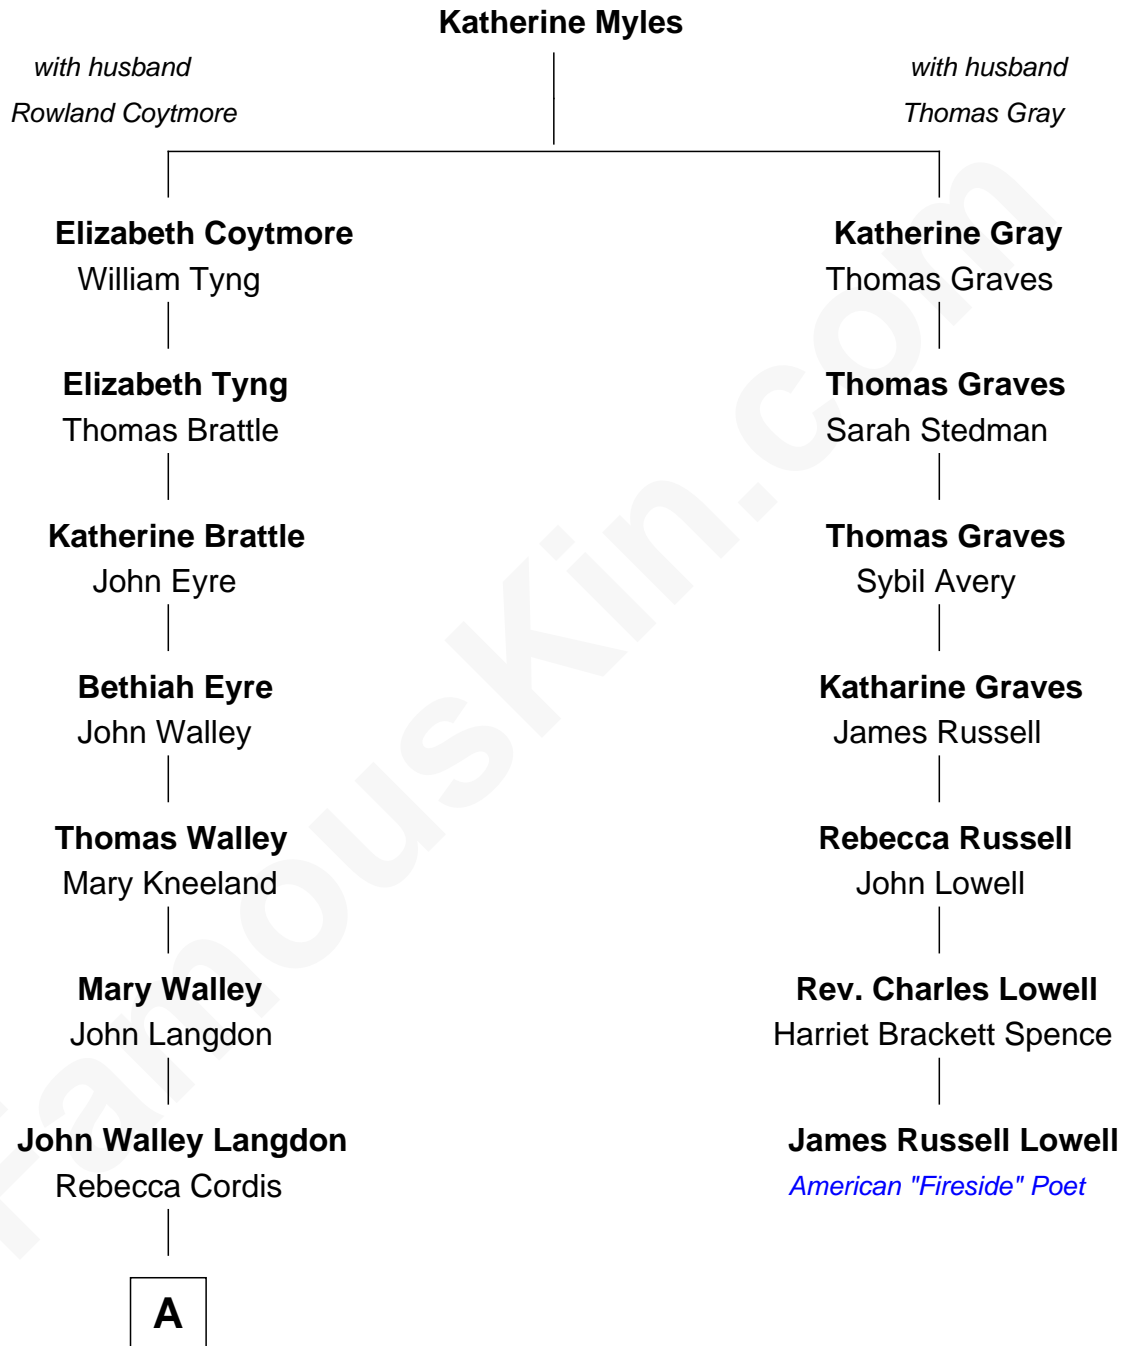 Katherine Myles
with husband
Rowland Coytmore
with husband
Thomas Gray
Elizabeth Coytmore
William Tyng
Katherine Gray
Thomas Graves
Elizabeth Tyng
Thomas Brattle
Thomas Graves
Sarah Stedman
Katherine Brattle
John Eyre
Thomas Graves
Sybil Avery
Bethiah Eyre
John Walley
Katharine Graves
James Russell
Thomas Walley
Mary Kneeland
Rebecca Russell
John Lowell
Mary Walley
John Langdon
Rev. Charles Lowell
Harriet Brackett Spence
John Walley Langdon
Rebecca Cordis
James Russell Lowell
American "Fireside" Poet
A
FamousKin.com